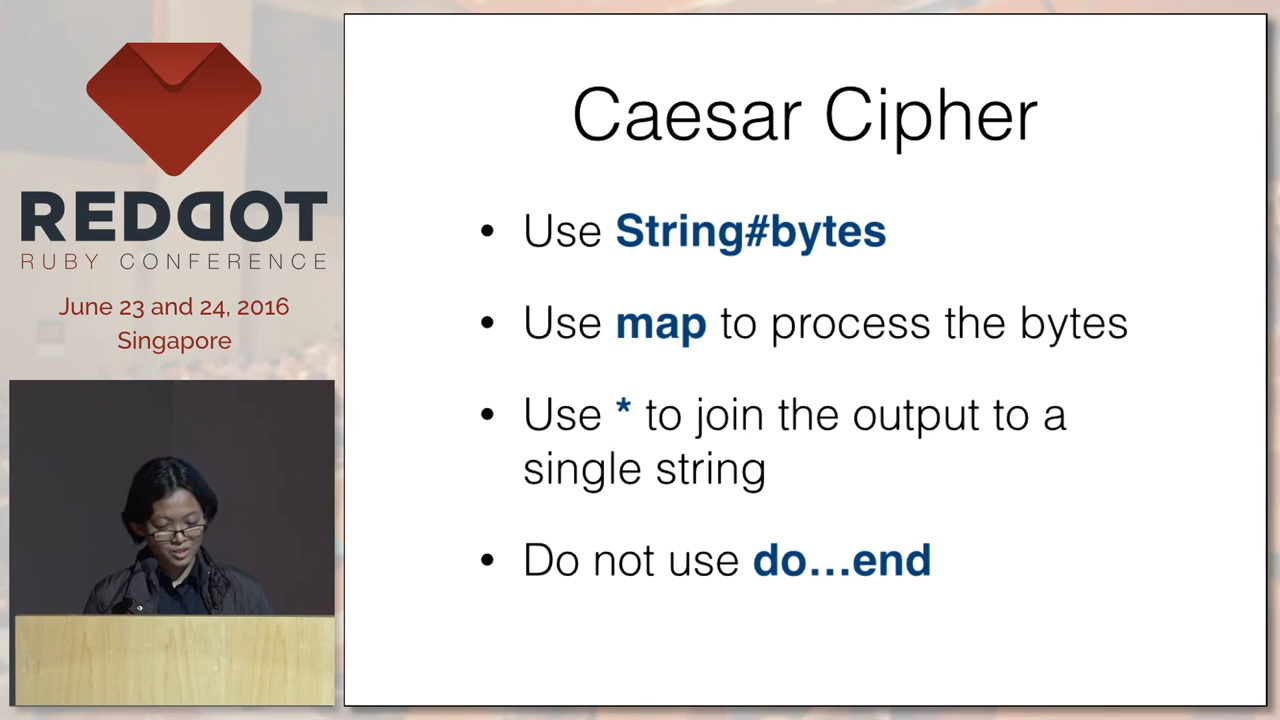 REDDOT
RUBY CONFERENCE
June 23 and 24, 2016
Singapore
Caesar Cipher
• Use String#bytes
• Use map to process the bytes
• Use * to join the output to a
single string
• Do not use do...end